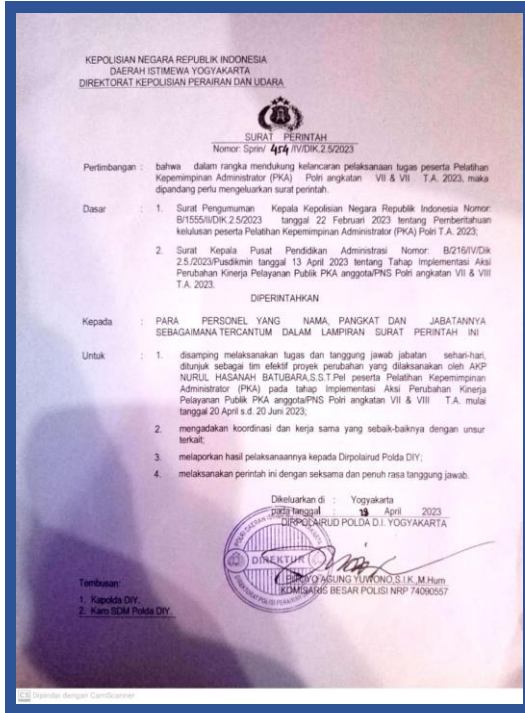 KEPOLISIAN NEGARA REPUBLIK INDONESIA
DAERAH ISTIMEWA YOGYAKARTA
DIREKTORAT KEPOLISIAN PERAIRAN DAN UDARA
SURAT PERINTAH
Nomor: Sprin/ 454 /IV/DIK.2.5/2023
Pertimbangan : bahwa dalam rangka mendukung kelancaran pelaksanaan tugas peserta Pelatihan
Kepemimpinan Administrator (PKA) Polri angkatan VII & VII T.A. 2023, maka
dipandang perlu mengeluarkan surat perintah.
Dasar : 1. Surat Pengumuman Kepala Kepolisian Negara Republik Indonesia Nomor:
B/1555/II/DIK.2.5/2023 tanggal 22 Februari 2023 tentang Pemberitahuan
kelulusan peserta Pelatihan Kepemimpinan Administrator (PKA) Polri T.A. 2023;
2. Surat Kepala Pusat Pendidikan Administrasi Nomor: B/216/IV/Dik
2.5./2023/Pusdikmin tanggal 13 April 2023 tentang Tahap Implementasi Aksi
Perubahan Kinerja Pelayanan Publik PKA anggota/PNS Polri angkatan VII & VIII
T.A. 2023.
DIPERINTAHKAN
Kepada : PARA PERSONEL YANG NAMA, PANGKAT DAN JABATANNYA
SEBAGAIMANA TERCANTUM DALAM LAMPIRAN SURAT PERINTAH INI
Untuk : 1. disamping melaksanakan tugas dan tanggung jawab jabatan sehari-hari,
ditunjuk sebagai tim efektif proyek perubahan yang dilaksanakan oleh AKP
NURUL HASANAH BATUBARA,S.S.T.Pel peserta Pelatihan Kepemimpinan
Administrator (PKA) pada tahap Implementasi Aksi Perubahan Kinerja
Pelayanan Publik PKA anggota/PNS Polri angkatan VII & VIII T.A. mulai
tanggal 20 April s.d. 20 Juni 2023;
2. mengadakan koordinasi dan kerja sama yang sebaik-baiknya dengan unsur
terkait;
3. melaporkan hasil pelaksanaannya kepada Dirpolairud Polda DIY;
4. melaksanakan perintah ini dengan seksama dan penuh rasa tanggung jawab.
Dikeluarkan di : Yogyakarta
pada tanggal : April 2023
DIRPOLAIRUD POLDA D.I. YOGYAKARTA
DIREKTUR
AGUNG YUWONO,S.I.K.,M.Hum
KOMISARIS BESAR POLISI NRP 74090557
Tembusan:
1. Kapolda DIY.
2. Karo SDM Polda DIY.
CS Dipindai dengan CamScanner